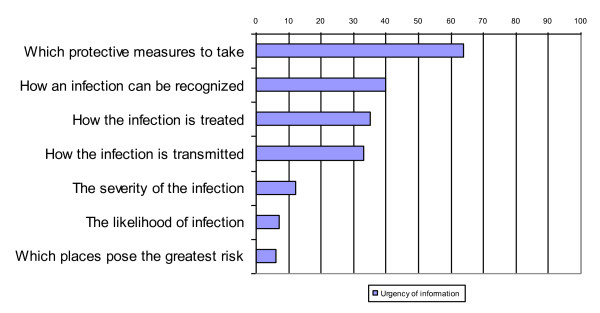 0 10 20 30 40 50 60 70 80 90 100
Which protective measures to take
How an infection can be recognized
How the infection is treated
How the infection is transmitted
The severity of the infection
The likelihood of infection
Which places pose the greatest risk
Urgency of information